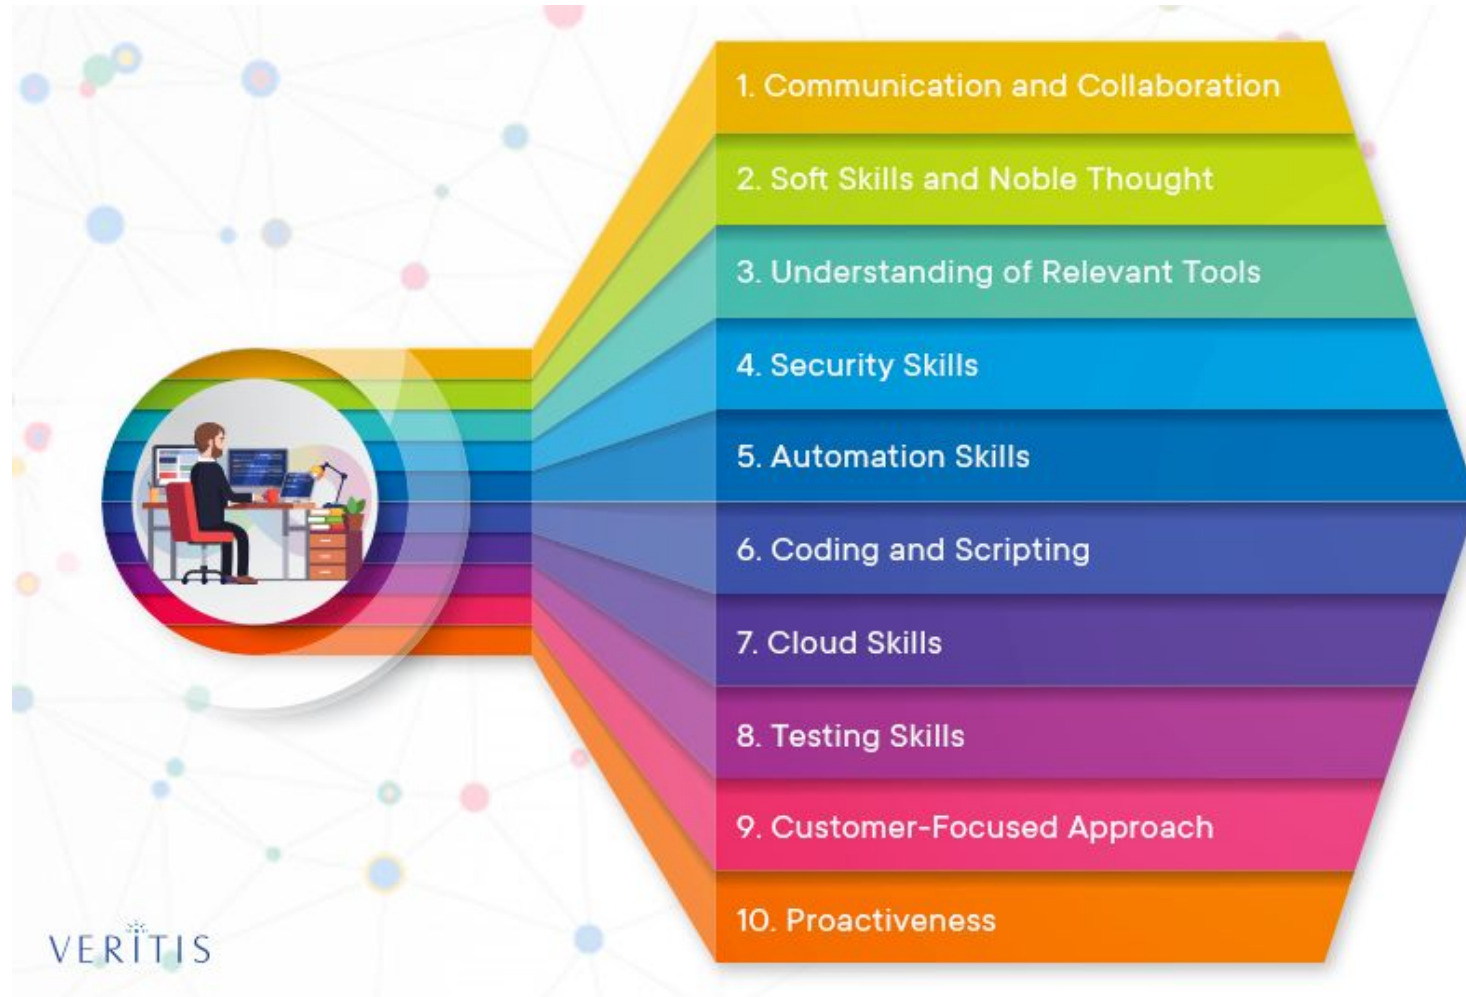 1. Communication and Collaboration
2. Soft Skills and Noble Thought
3. Understanding of Relevant Tools
4. Security Skills
5. Automation Skills
6. Coding and Scripting
7. Cloud Skills
8. Testing Skills
9. Customer-Focused Approach
10. Proactiveness
VERITIS